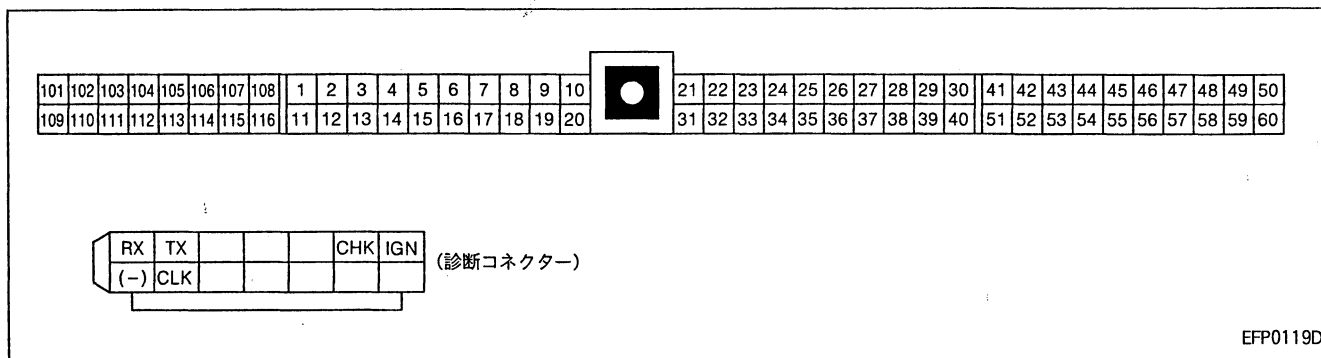 101 102 103 104 105 106 107 108 1 2 3 4 5 6 7 8 9 10 21 22 23 24 25 26 27 28 29 30 41 42 43 44 45 46 47 48 49 50
109 110 111 112 113 114 115 116 11 12 13 14 15 16 17 18 19 20 31 32 33 34 35 36 37 38 39 40 51 52 53 54 55 56 57 58 59 60
RX TX CHK IGN
(-) CLK
(診断コネクター)
EFP0119D